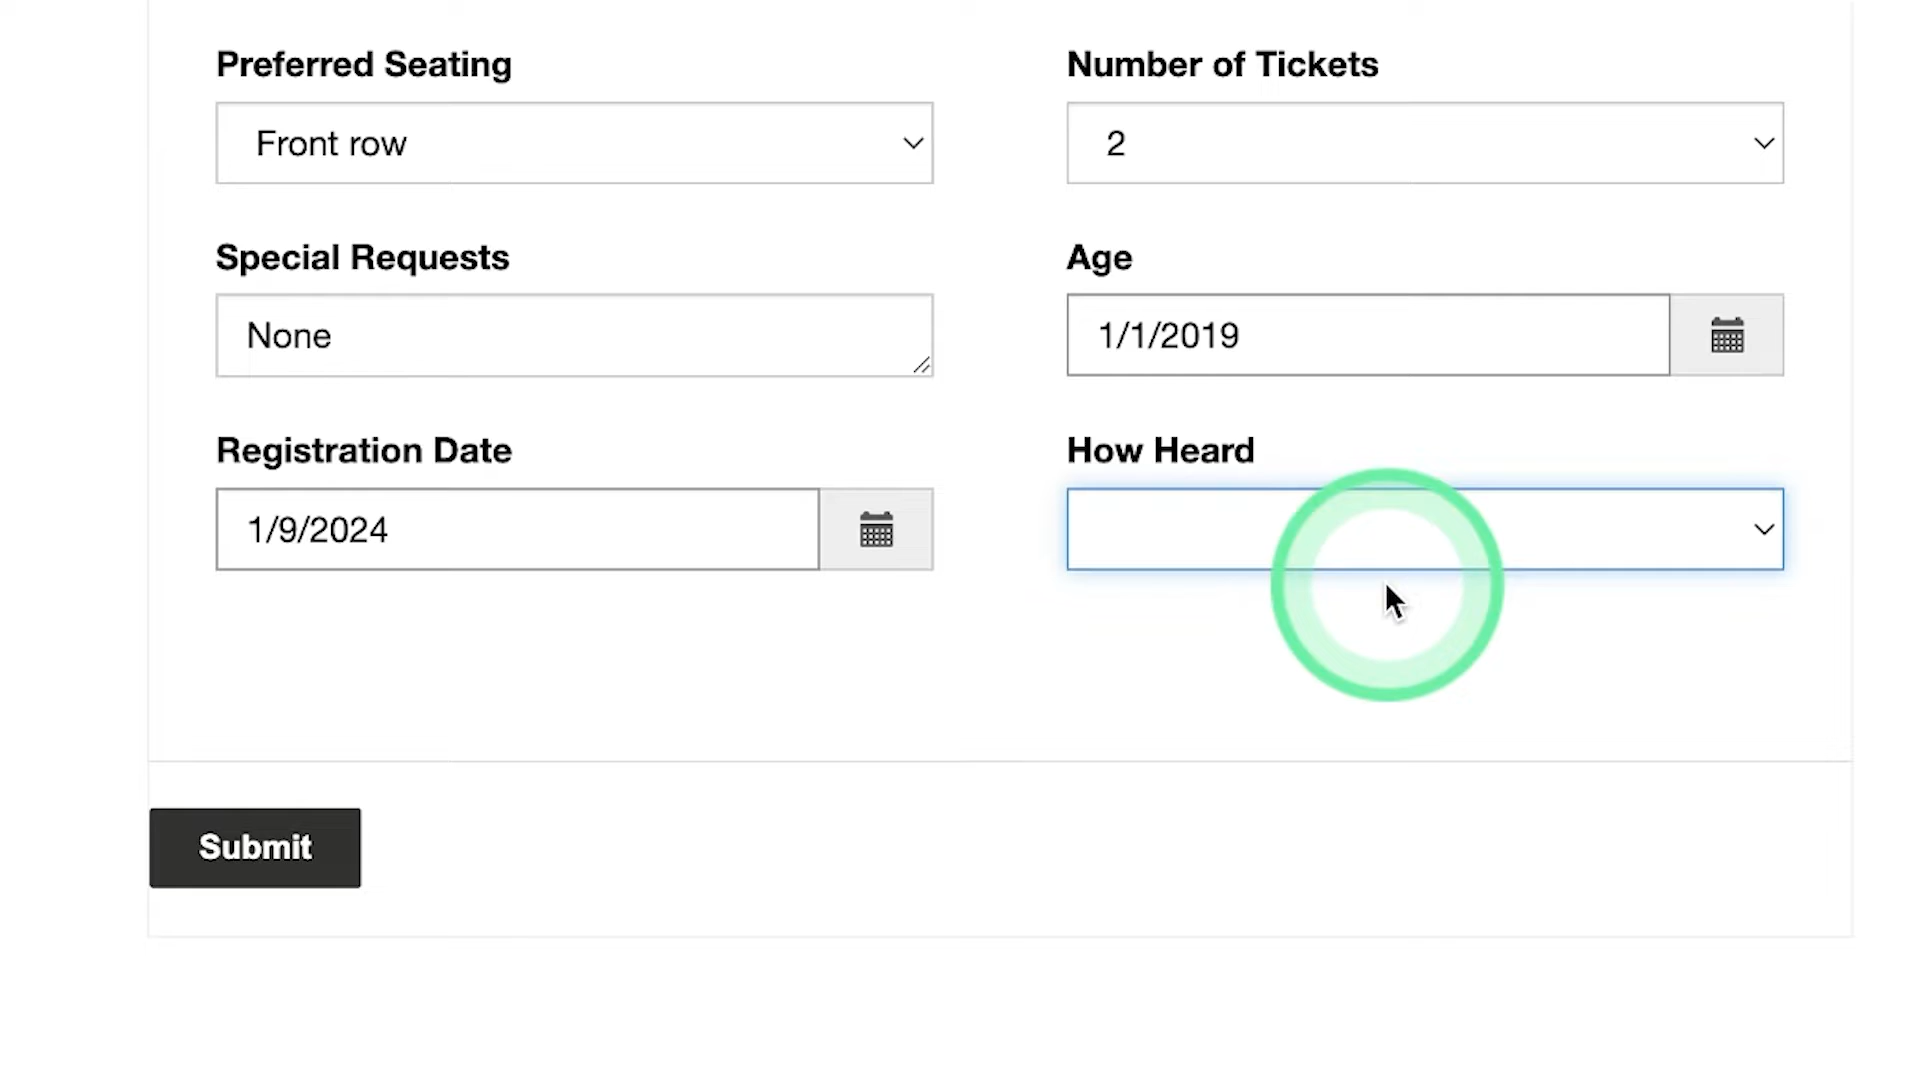 Preferred Seating
Number of Tickets
Front row
2
Special Requests
Age
None
1/1/2019
Registration Date
How Heard
1/9/2024
Submit